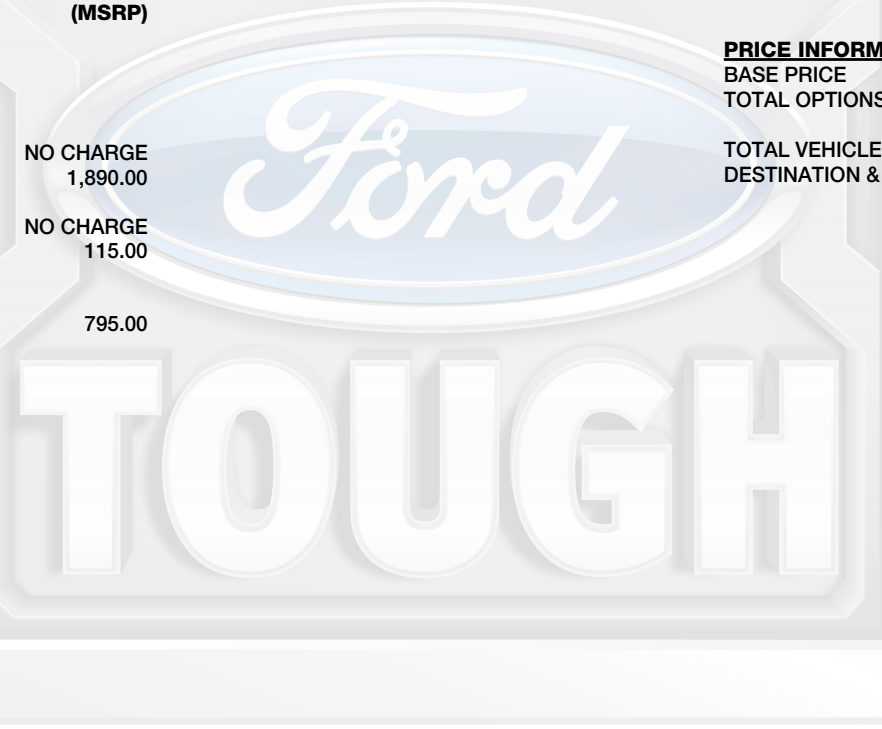 (MSRP)
NO CHARGE
1,890.00
NO CHARGE
115.00
795.00
PRICE INFORM
BASE PRICE
TOTAL OPTIONS
TOTAL VEHICLE
DESTINATION &
Ford
TOUGH